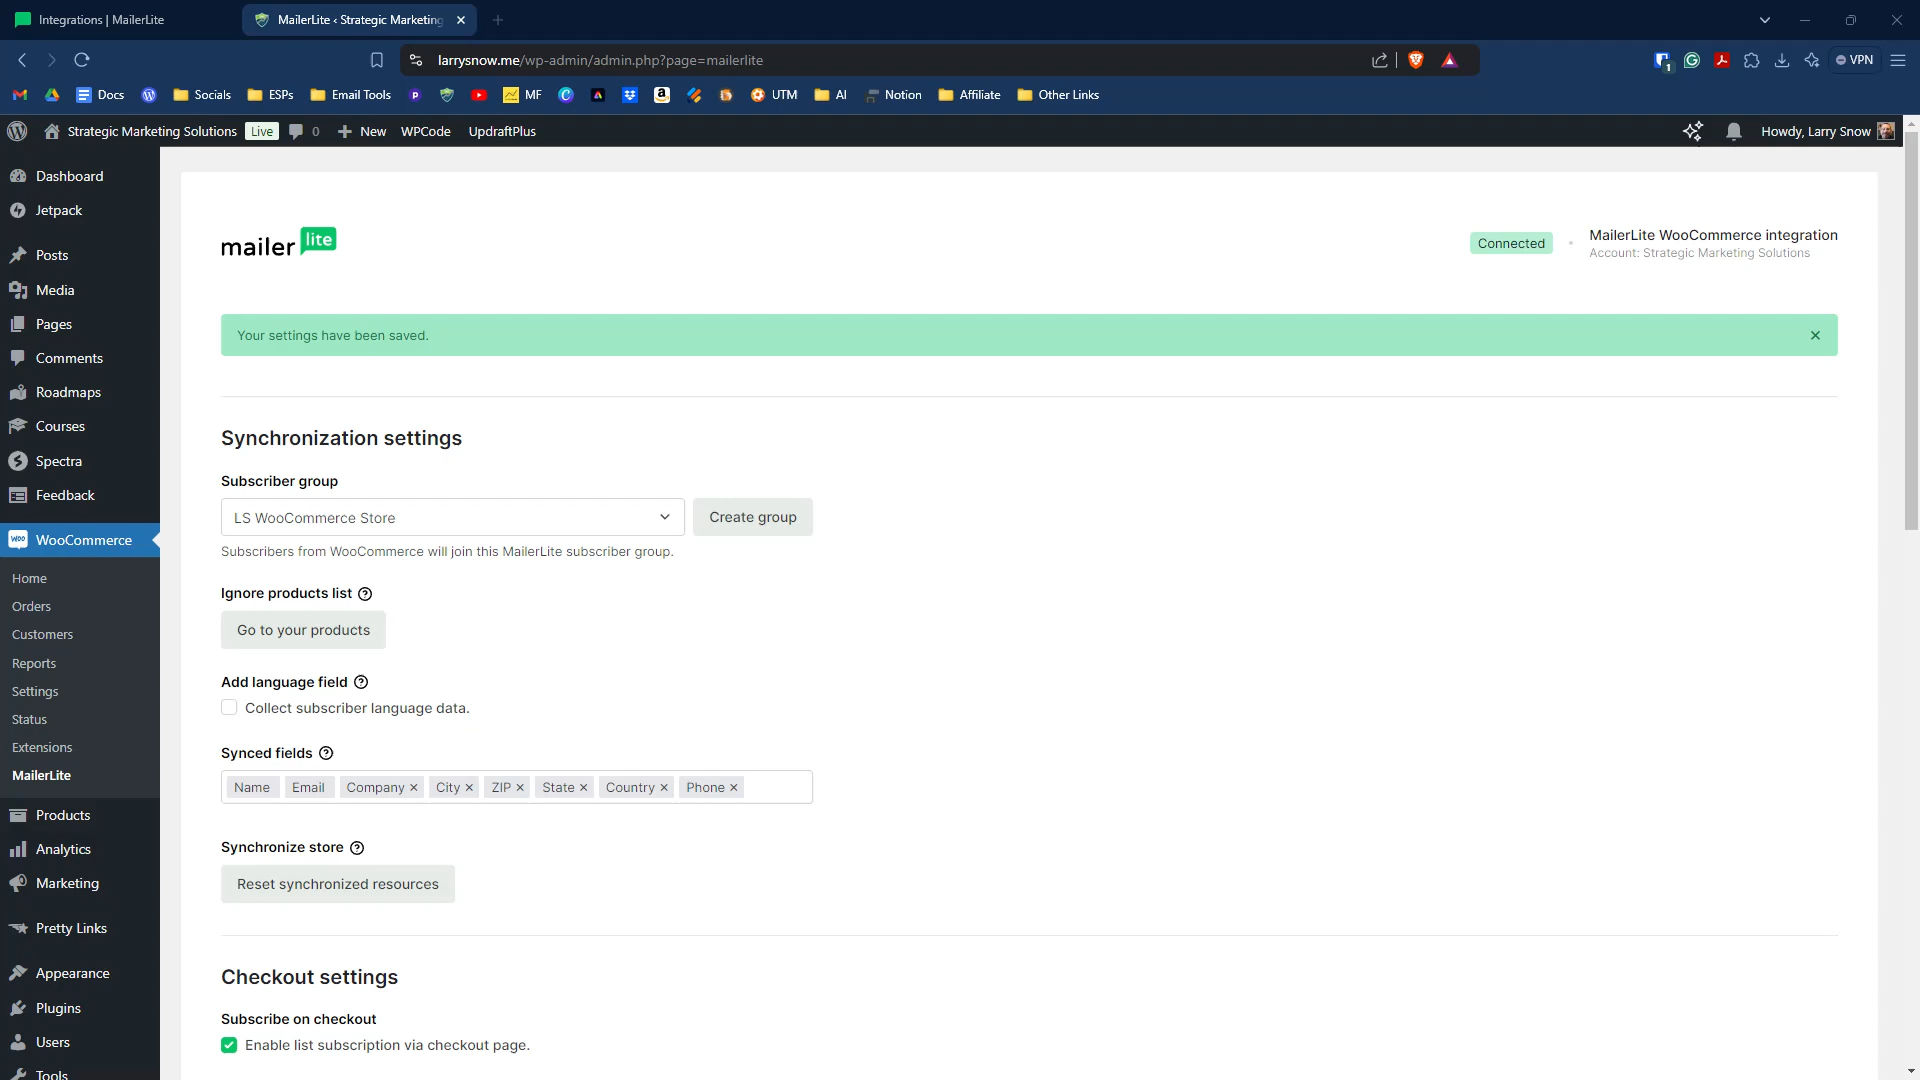 Integrations | MailerLite
MailerLite ‹ Strategic Marketing
larrysnow.me/wp-admin/admin.php?page=mailerlite
1
VPN
Docs
Socials
ESPs
Email Tools
MF
UTM
AI
Notion
Affiliate
Other Links
Strategic Marketing Solutions
Live
0
New
WPCode
UpdraftPlus
Howdy, Larry Snow
Dashboard
Jetpack
Posts
Media
Pages
Comments
Roadmaps
Courses
Spectra
Feedback
WooCommerce
Home
Orders
Customers
Reports
Settings
Status
Extensions
MailerLite
Products
Analytics
Marketing
Pretty Links
Appearance
Plugins
Users
Tools
mailer lite
Connected
MailerLite WooCommerce integration
Account: Strategic Marketing Solutions
Your settings have been saved.
Synchronization settings
Subscriber group
LS WooCommerce Store
Create group
Subscribers from WooCommerce will join this MailerLite subscriber group.
Ignore products list
Go to your products
Add language field
Collect subscriber language data.
Synced fields
Name Email Company × City × ZIP × State × Country × Phone ×
Synchronize store
Reset synchronized resources
Checkout settings
Subscribe on checkout
Enable list subscription via checkout page.